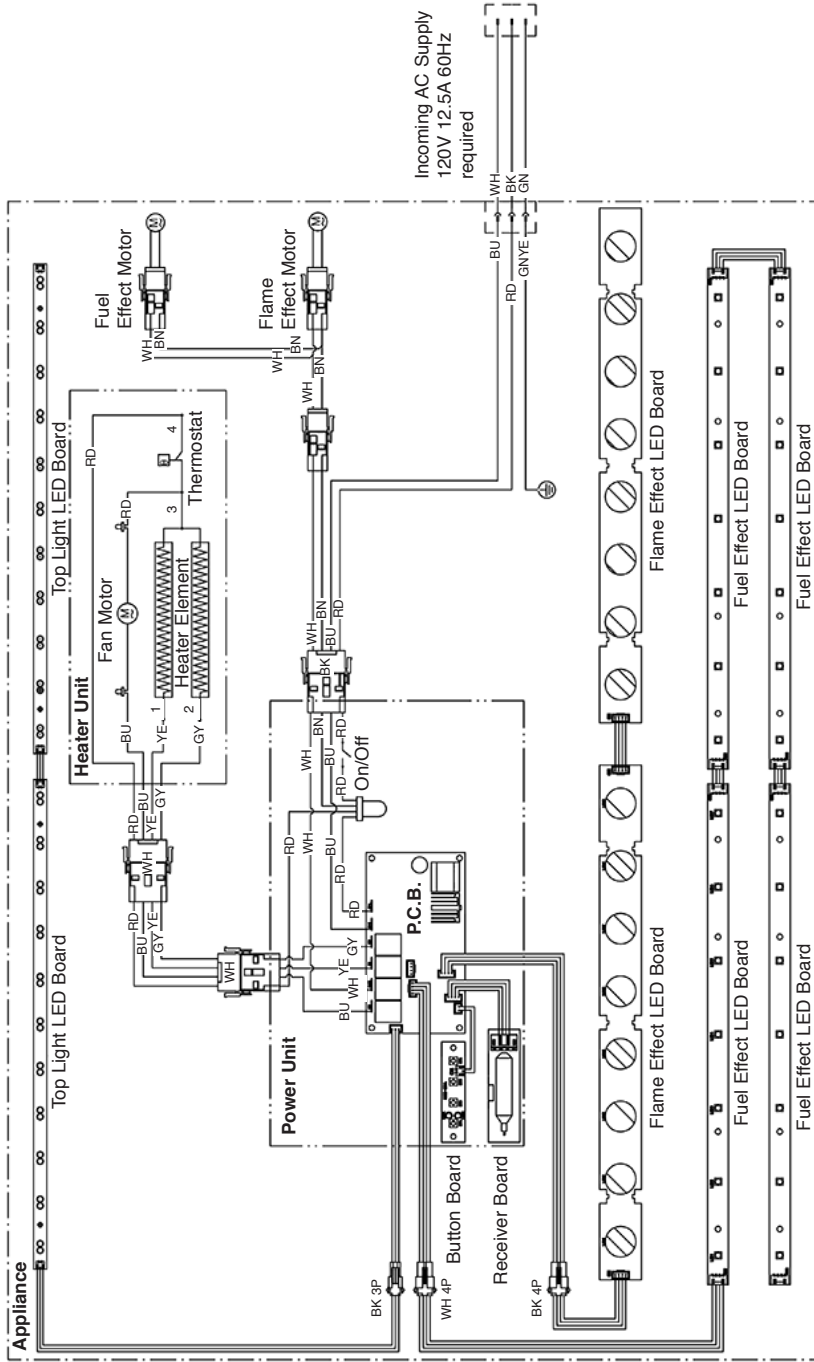 Appliance
Top Light LED Board
Top Light LED Board
Heater Unit
Fan Motor
Heater Element
Thermostat
RD
RD
BU
YE
GY
1
2
3
4
RD
BU
YE
GY
WH
RD
BU
YE
GY
WH
Fuel
Effect Motor
WH
BN
Flame
Effect Motor
WH
BN
WH
BN
Incoming AC Supply
120V 12.5A 60Hz
required
WH
BK
GN
BU
RD
GNYE
WH
BN
BU
RD
BK
Power Unit
WH
BN
BU
RD
On/Off
RD
RD
WH
BU
RD
P.C.B.
BU
WH
YE
GY
RD
Button Board
Receiver Board
BK 3P
WH 4P
BK 4P
Flame Effect LED Board
Flame Effect LED Board
Fuel Effect LED Board
Fuel Effect LED Board
Fuel Effect LED Board
Fuel Effect LED Board